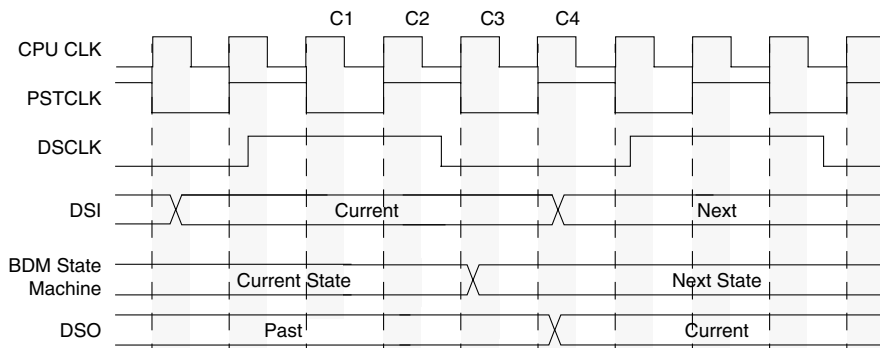 C1 C2 C3 C4
CPU CLK
PSTCLK
DSCLK
DSI Current Next
BDM State
Machine Current State Next State
DSO Past Current